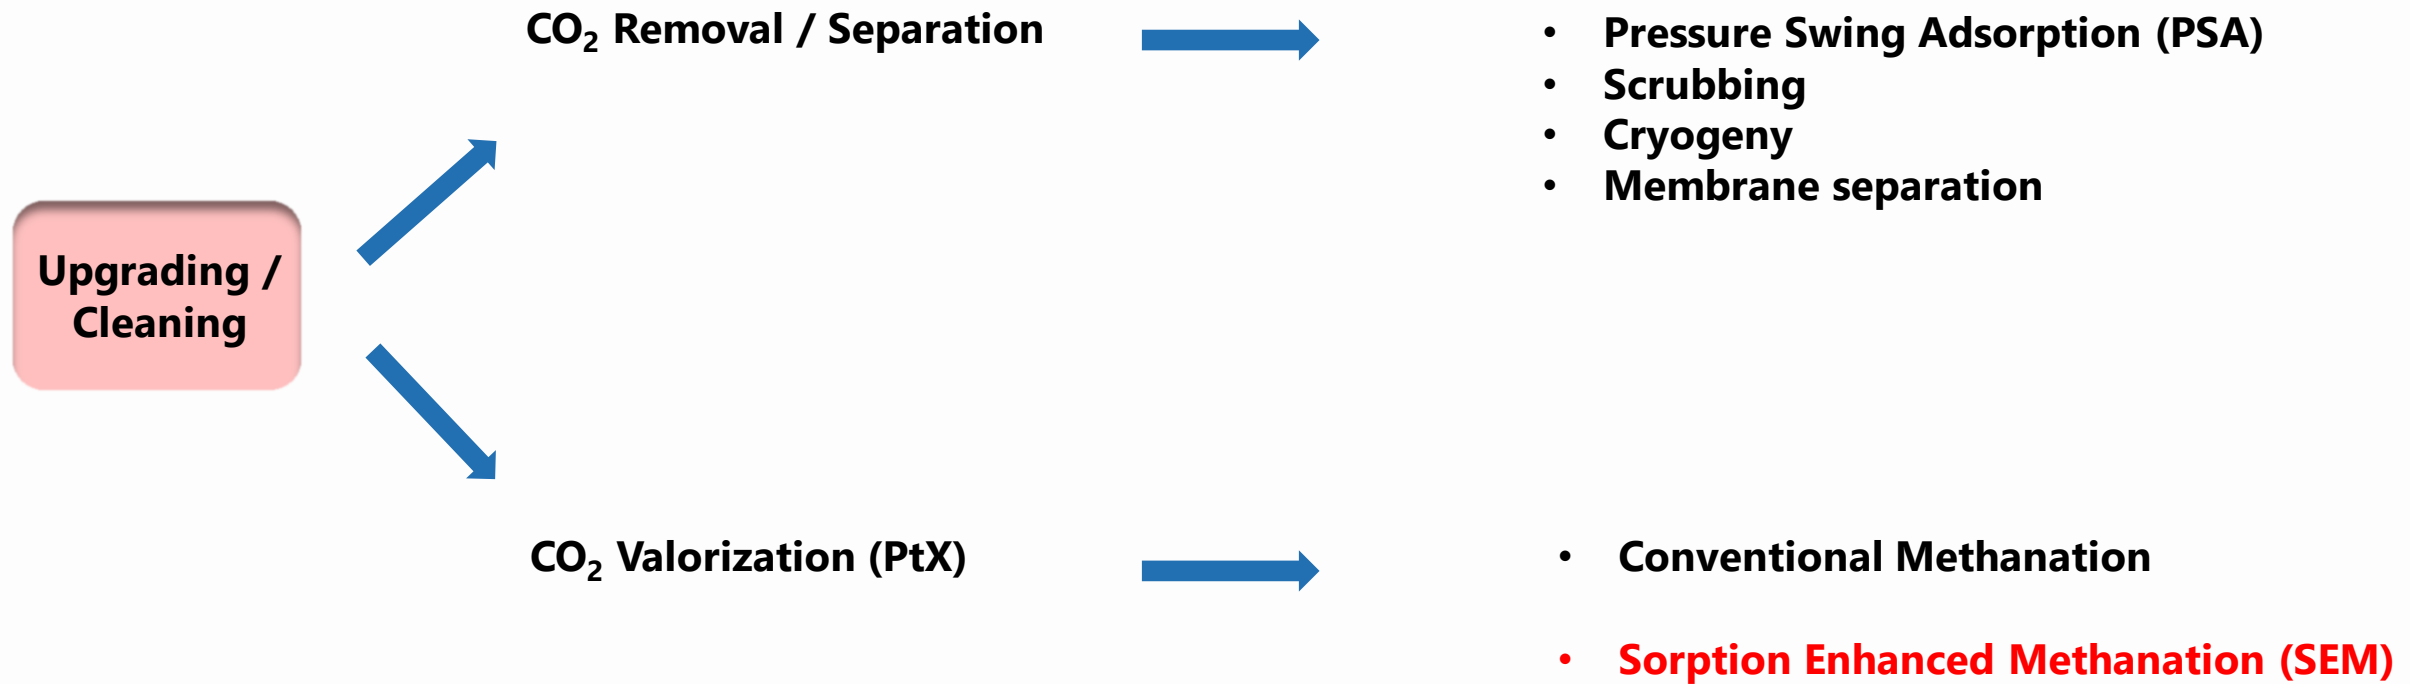 Upgrading /
Cleaning
CO₂ Removal / Separation
• Pressure Swing Adsorption (PSA)
• Scrubbing
• Cryogeny
• Membrane separation
CO₂ Valorization (PtX)
• Conventional Methanation
• Sorption Enhanced Methanation (SEM)